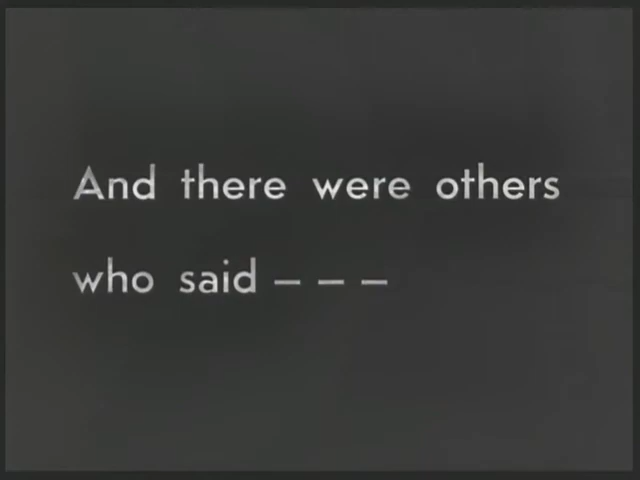 And there were others
who said – – –